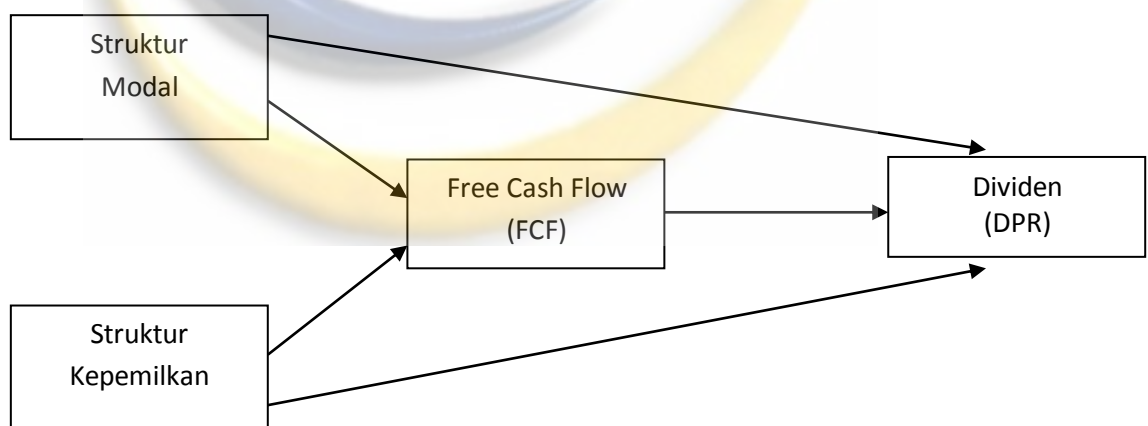 Struktur
Modal
Free Cash Flow
(FCF)
Dividen
(DPR)
Struktur
Kepemilkan